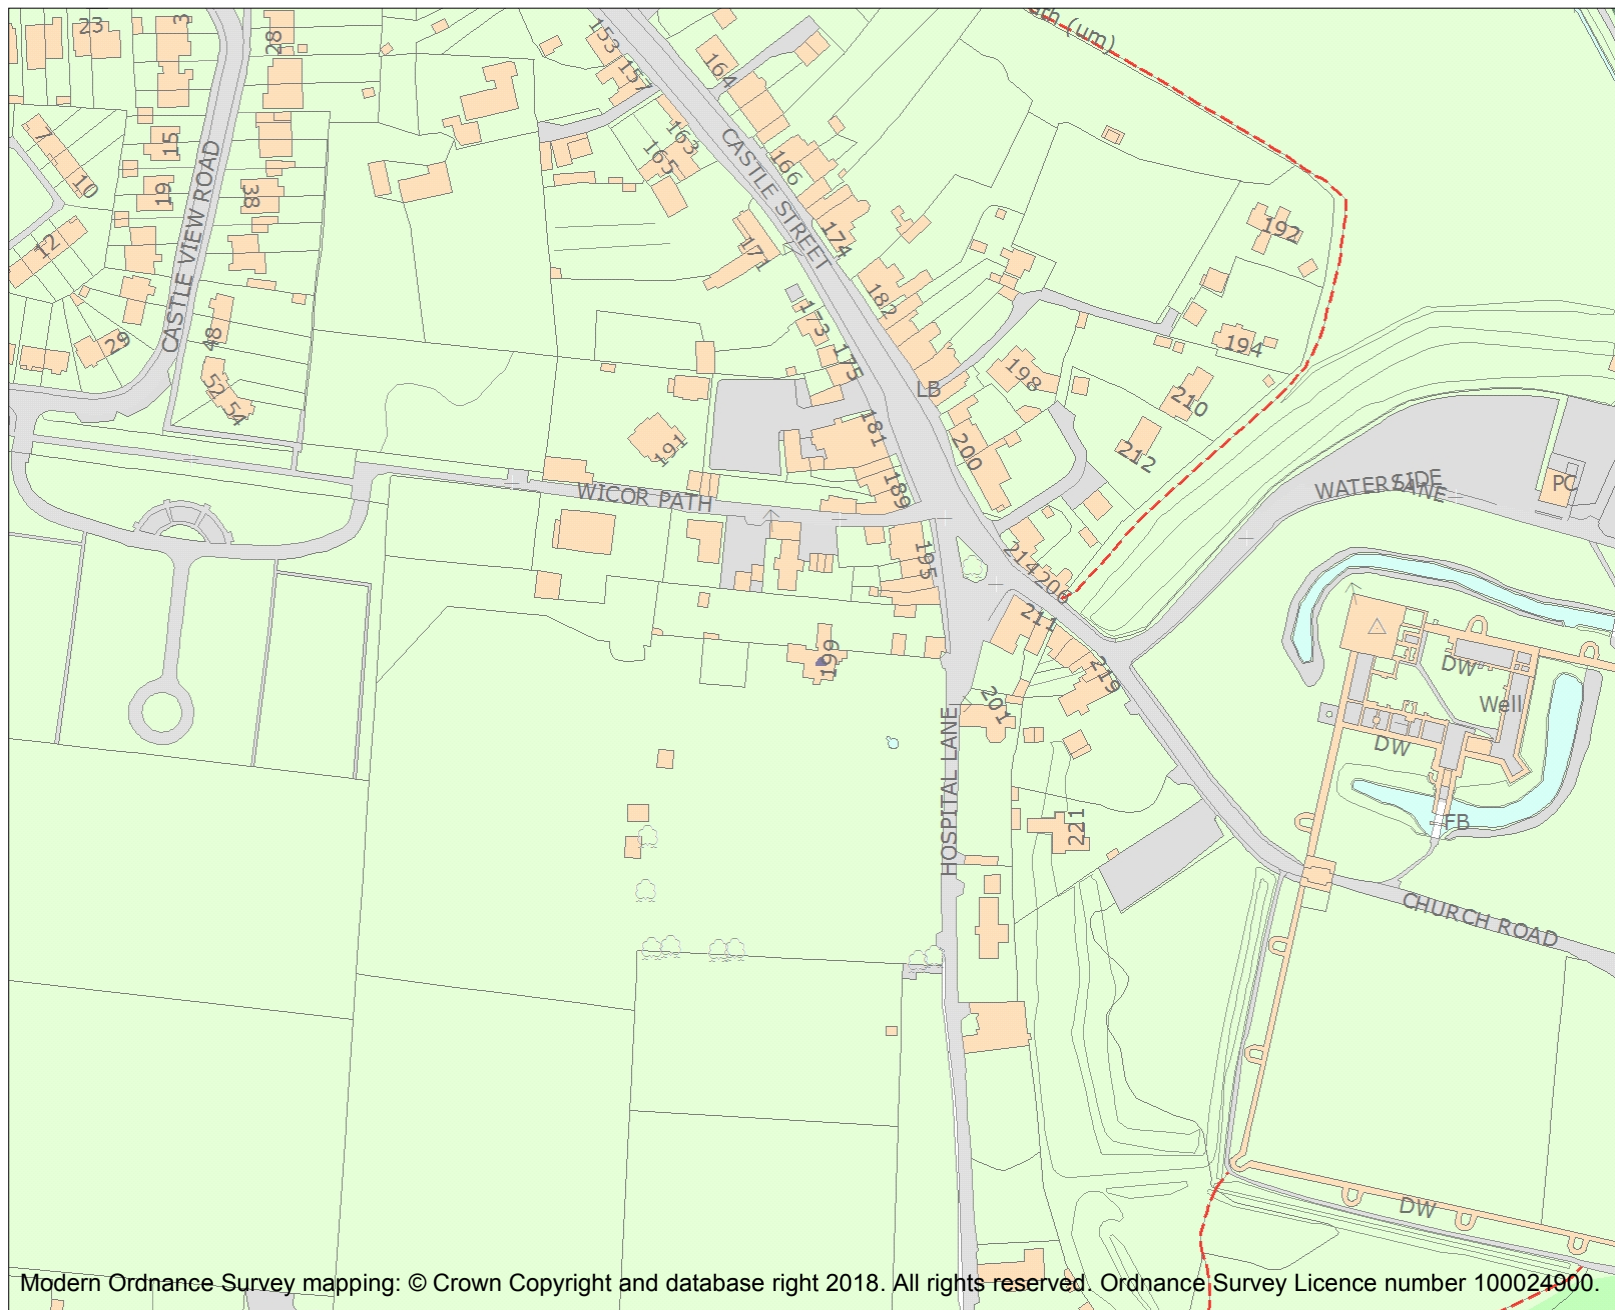 23
3
28
153
157
164
ath (um)
7
10
15
19
38
12
163
165
CASTLE STREET
166
174
171
192
CASTLE VIEW ROAD
29
48
52
54
173
175
182
194
LB
198
210
212
181
191
200
189
WICOR PATH
WATERSIDE
LANE
PC
195
214
206
211
199
219
201
DW
Well
DW
HOSPITAL LANE
221
FB
CHURCH ROAD
DW
Modern Ordnance Survey mapping: © Crown Copyright and database right 2018. All rights reserved. Ordnance Survey Licence number 100024900.